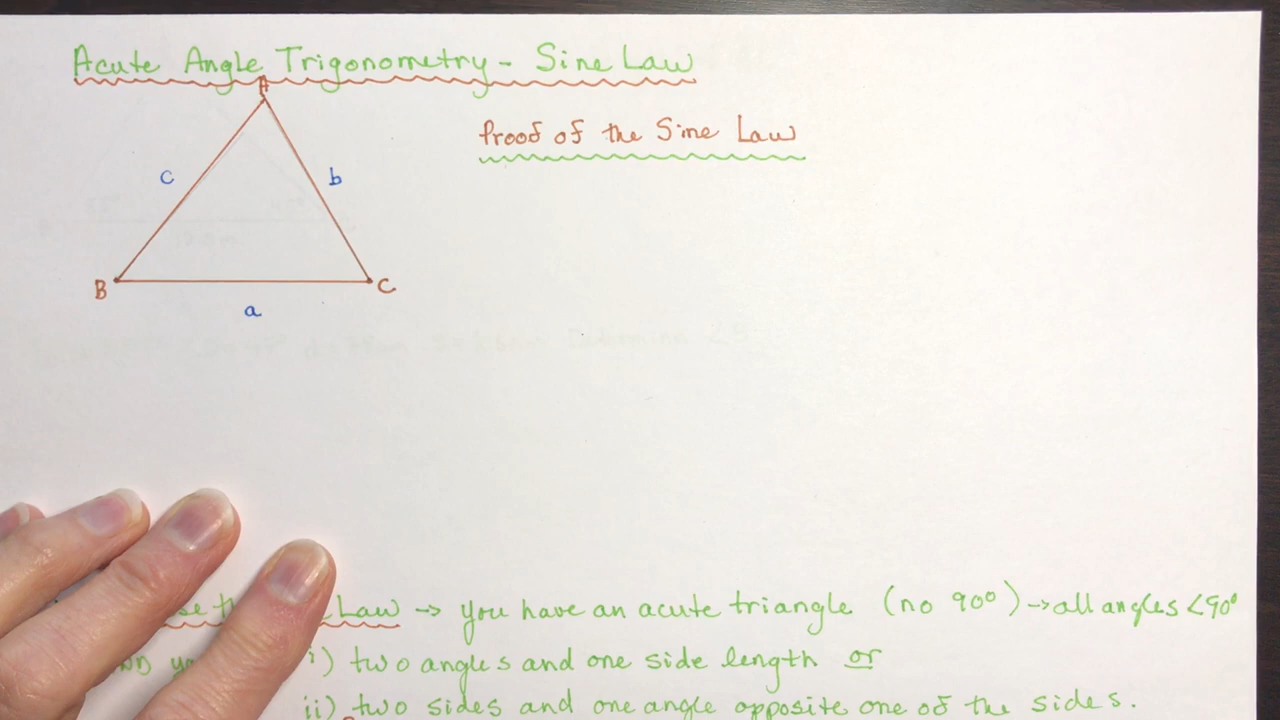 Acute Angle Trigonometry - Sine Law
A
Proof of the Sine Law
c
b
B
C
a
Law → you have an acute triangle (no 90°) → all angles < 90°
i) two angles and one side length or
ii) two sides and one angle opposite one of the sides.